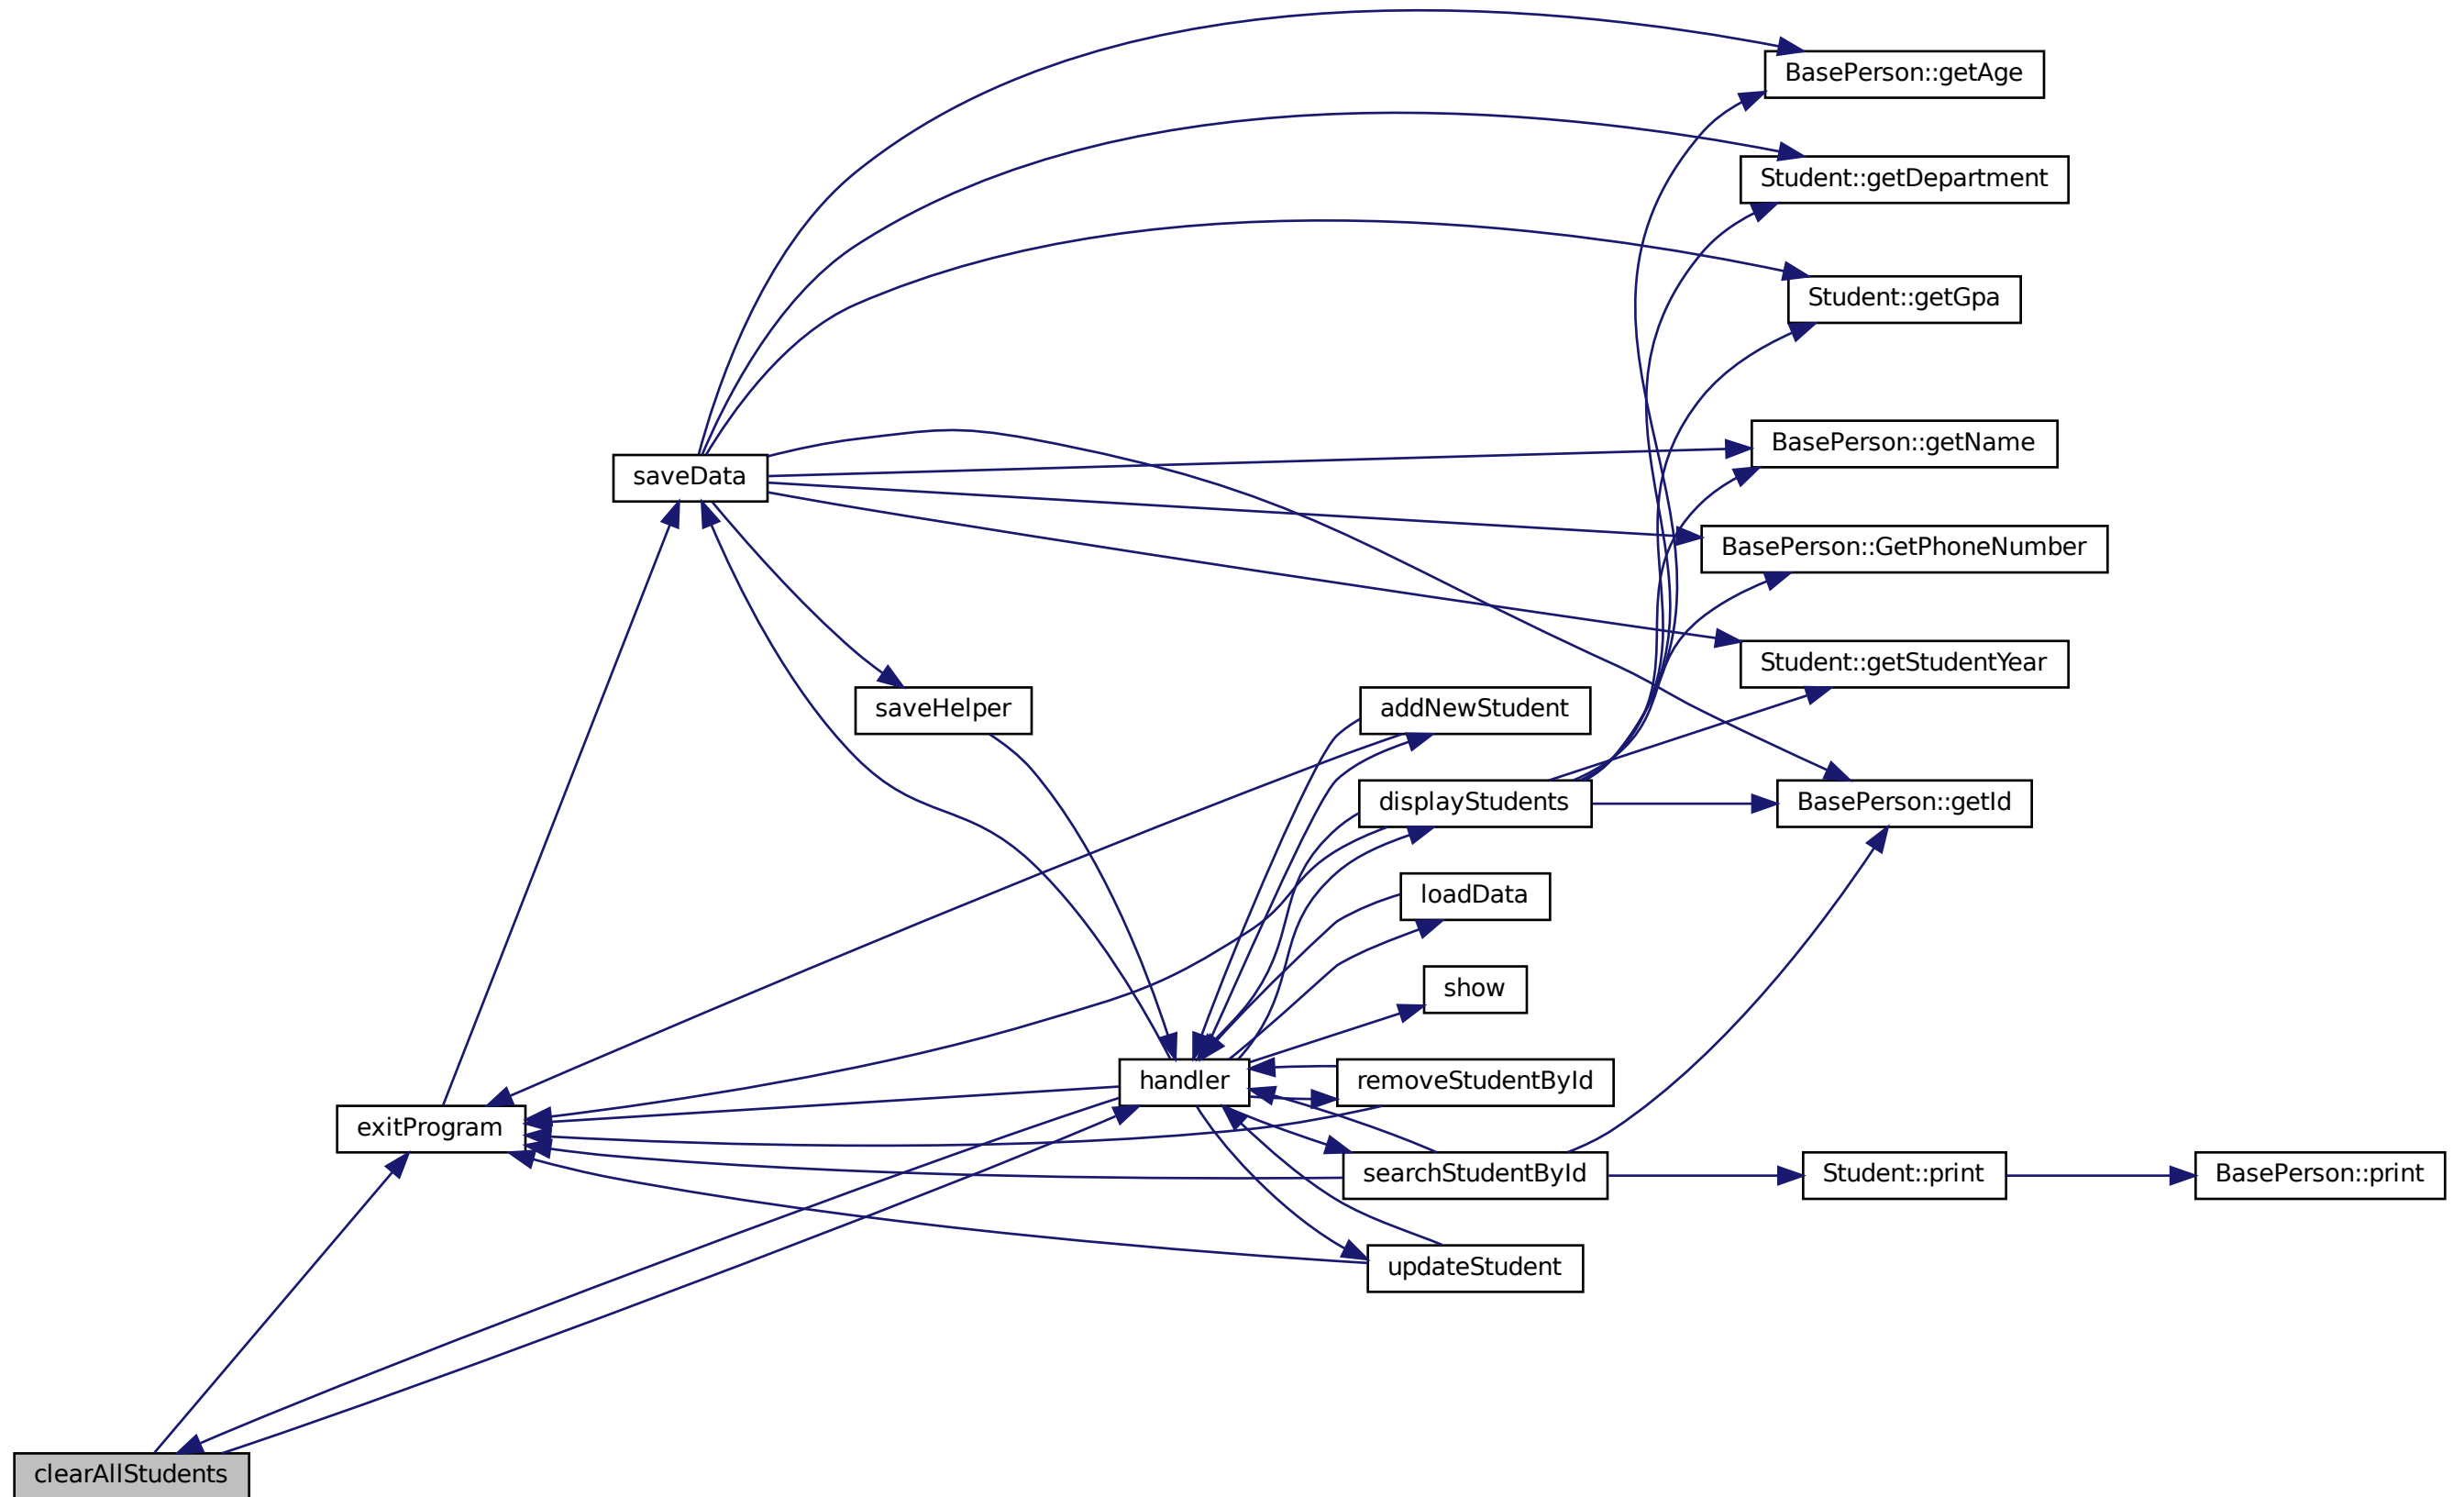 BasePerson::getAge
Student::getDepartment
Student::getGpa
BasePerson::getName
saveData
BasePerson::GetPhoneNumber
Student::getStudentYear
saveHelper
addNewStudent
displayStudents
BasePerson::getId
loadData
show
handler
removeStudentById
exitProgram
searchStudentById
Student::print
BasePerson::print
updateStudent
clearAllStudents